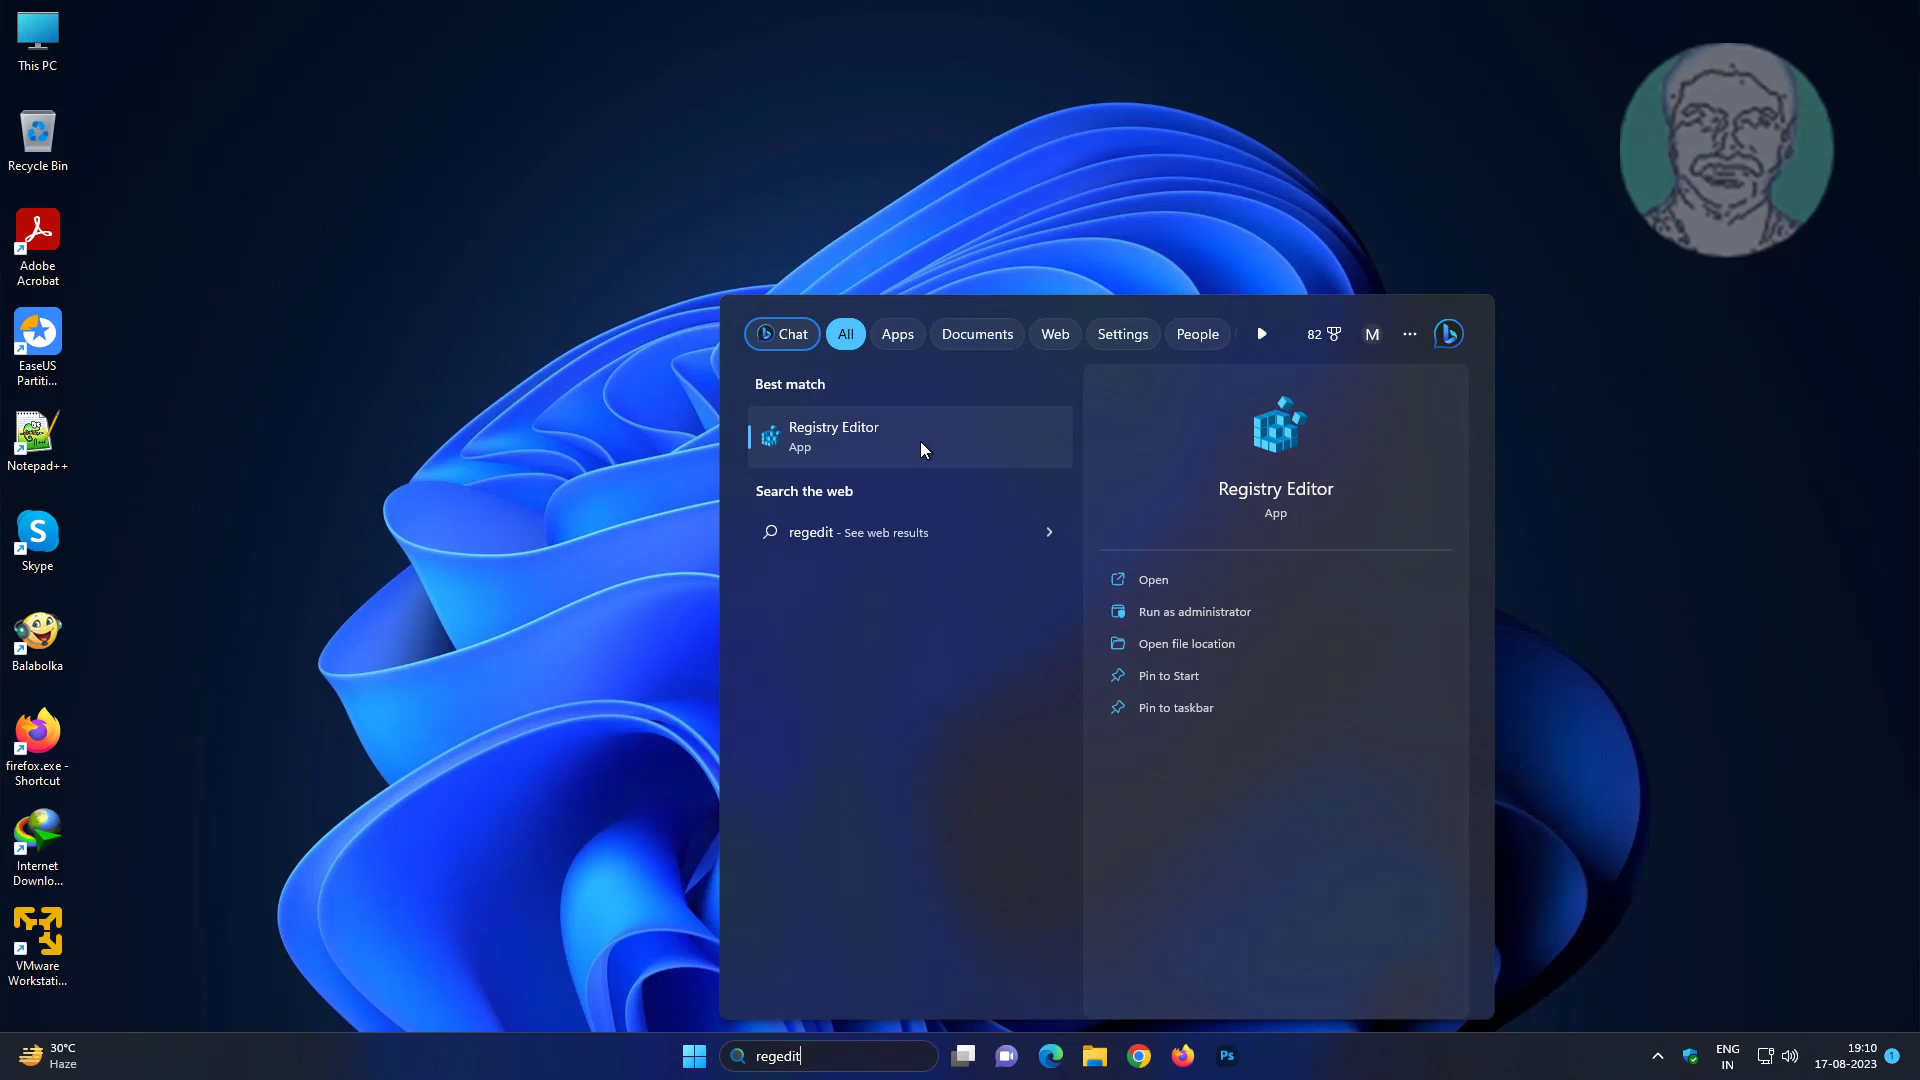 This PC
Recycle Bin
Adobe
Acrobat
EaseUS
Partiti...
Notepad++
Skype
Balabolka
firefox.exe -
Shortcut
Internet
Downlo...
VMware
Workstati...
Chat
All
Apps
Documents
Web
Settings
People
82
M
Best match
Registry Editor
App
Search the web
regedit - See web results
Registry Editor
App
Open
Run as administrator
Open file location
Pin to Start
Pin to taskbar
30°C
Haze
regedit
Ps
ENG
IN
19:10
17-08-2023
1